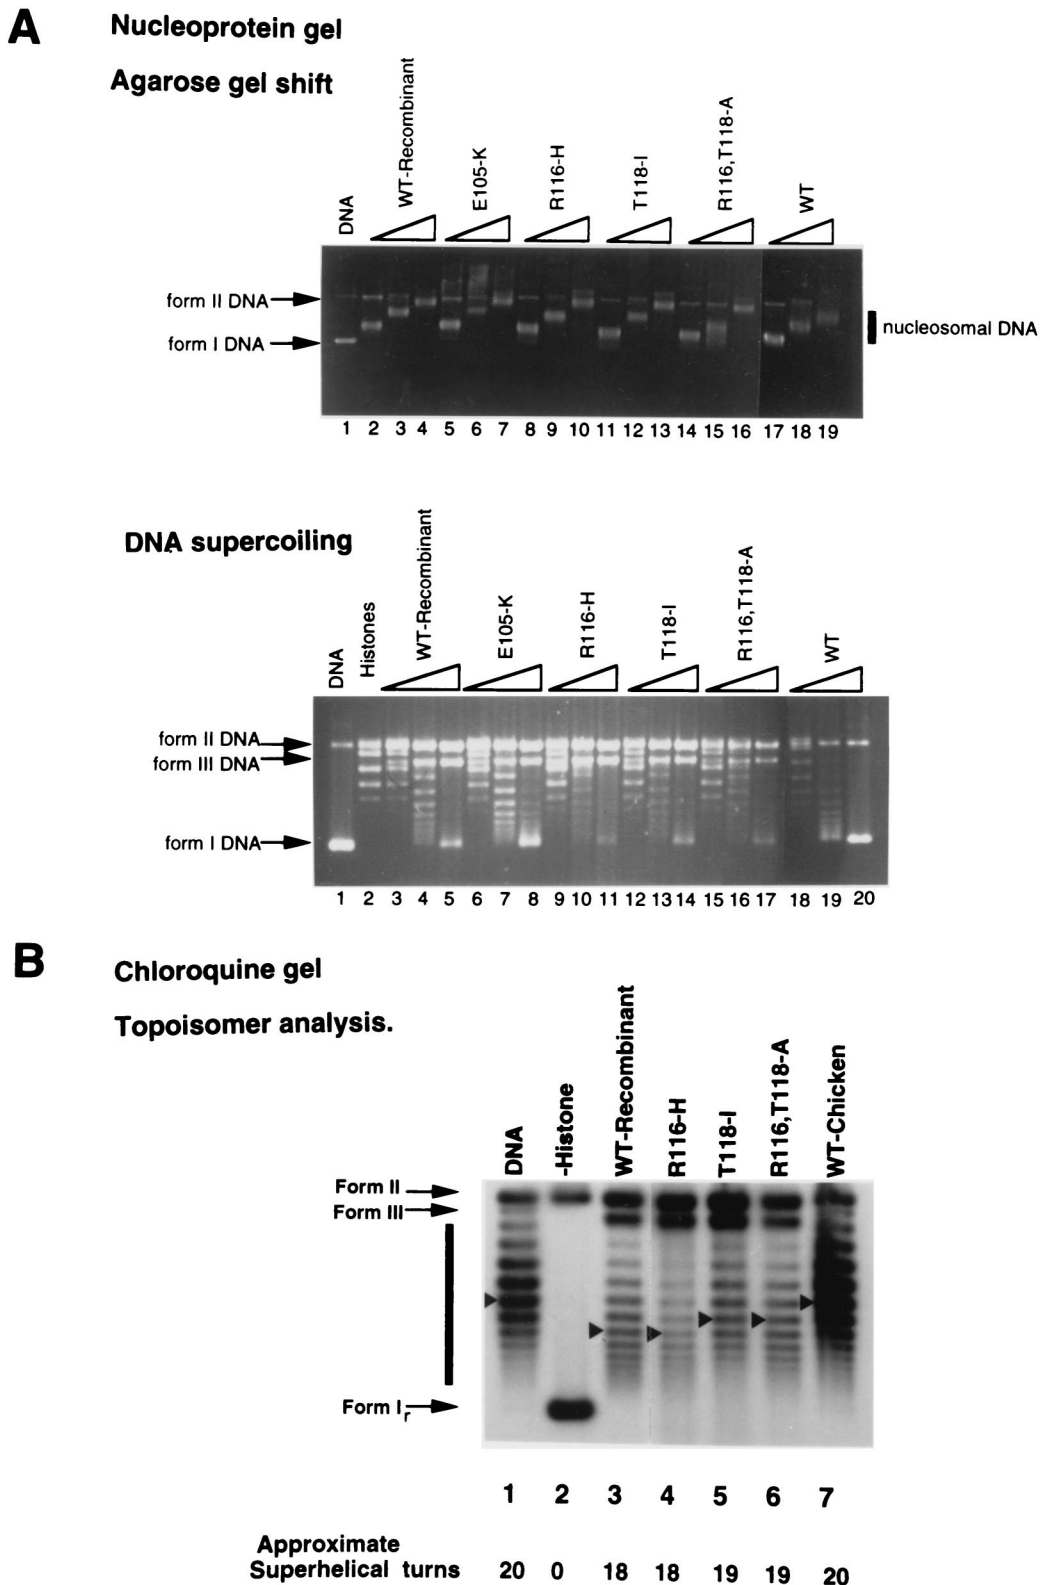 A
Nucleoprotein gel
Agarose gel shift
DNA
WT-Recombinant
E105-K
R116-H
T118-I
R116,T118-A
WT
form II DNA
form I DNA
nucleosomal DNA
1 2 3 4 5 6 7 8 9 10 11 12 13 14 15 16 17 18 19
DNA supercoiling
DNA
Histones
WT-Recombinant
E105-K
R116-H
T118-I
R116,T118-A
WT
form II DNA
form III DNA
form I DNA
1 2 3 4 5 6 7 8 9 10 11 12 13 14 15 16 17 18 19 20
B
Chloroquine gel
Topoisomer analysis.
DNA
-Histone
WT-Recombinant
R116-H
T118-I
R116,T118-A
WT-Chicken
Form II
Form III
Form Ir
1 2 3 4 5 6 7
Approximate
Superhelical turns 20 0 18 18 19 19 20